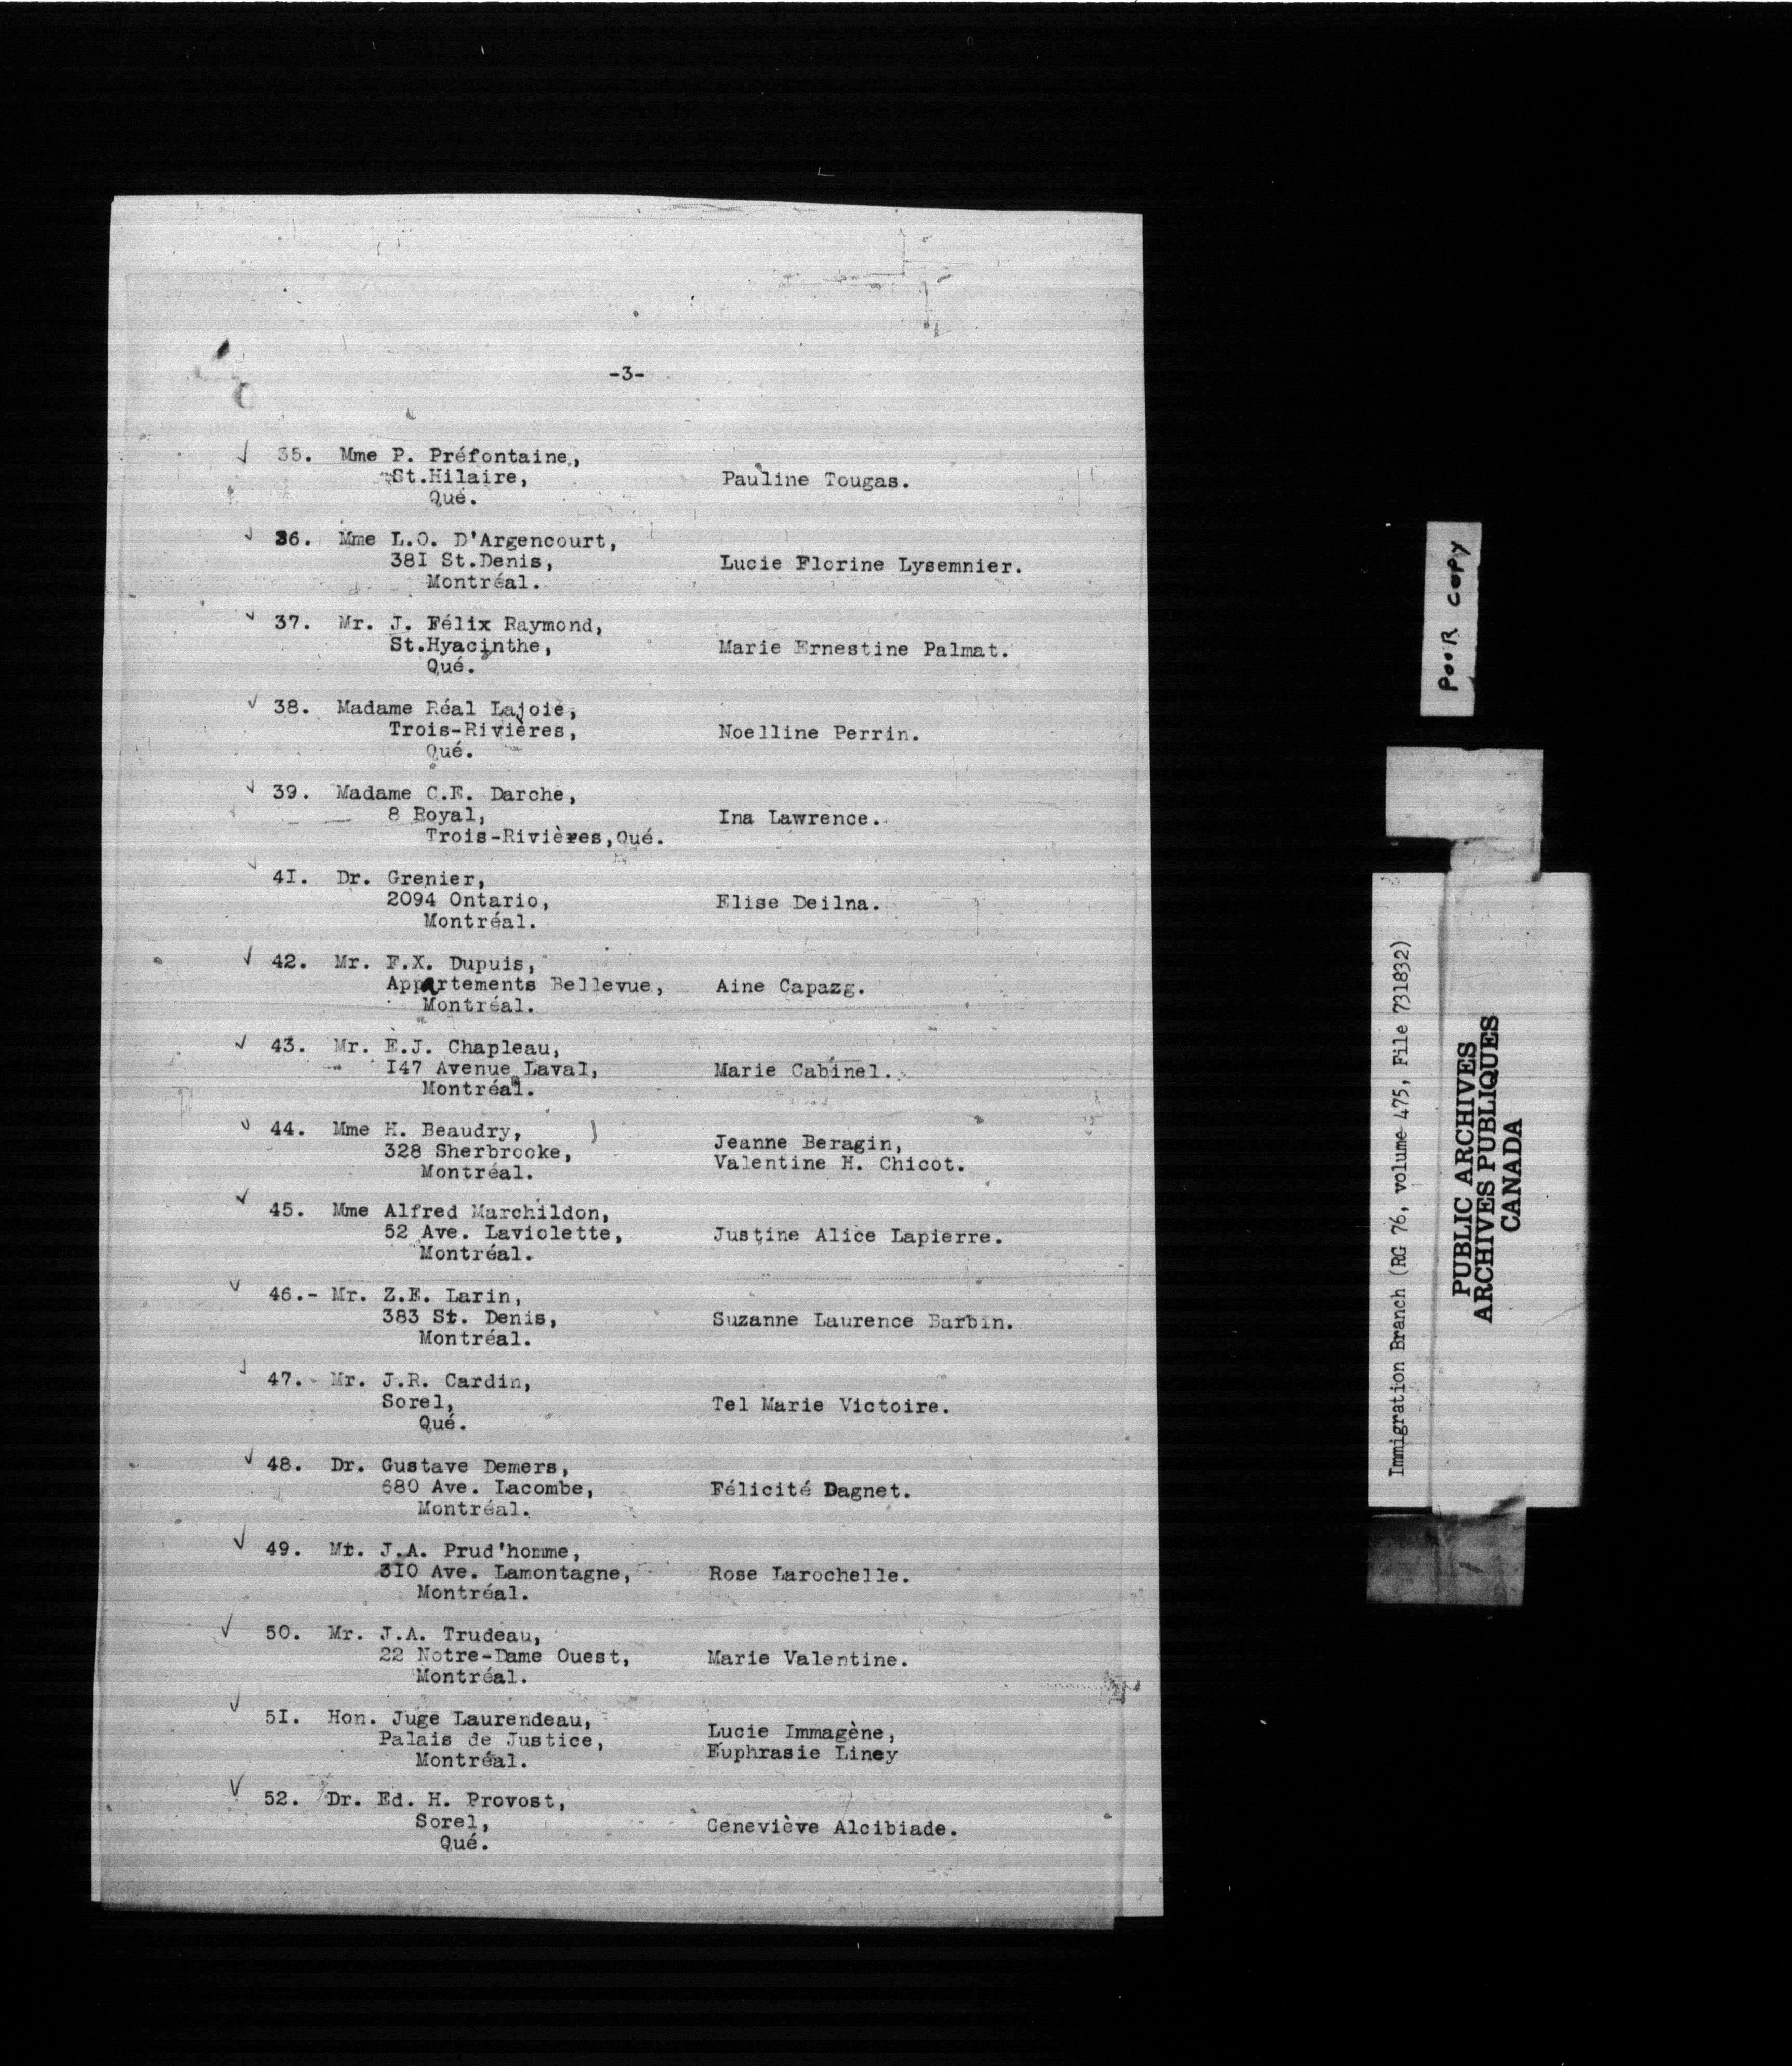 -3-
35. Mme P. Préfontaine,
St.Hilaire,
Qué.
Pauline Tougas.
36. Mme L.O. D'Argencourt,
38I St.Denis,
Montréal.
Lucie Florine Lysemnier.
37. Mr. J. Félix Raymond,
St.Hyacinthe,
Qué.
Marie Ernestine Palmat.
38. Madame Réal Lajoie,
Trois-Rivières,
Qué.
Noelline Perrin.
39. Madame C.E. Darche,
8 Royal,
Trois-Rivières,Qué.
Ina Lawrence.
4I. Dr. Grenier,
2094 Ontario,
Montréal.
Elise Deilna.
42. Mr. F.X. Dupuis,
Appartements Bellevue,
Montréal.
Aine Capazg.
43. Mr. E.J. Chapleau,
I47 Avenue Laval,
Montréal.
Marie Cabinel.
44. Mme H. Beaudry, )
328 Sherbrooke,
Montréal.
Jeanne Beragin,
Valentine H. Chicot.
45. Mme Alfred Marchildon,
52 Ave. Laviolette,
Montréal.
Justine Alice Lapierre.
46.- Mr. Z.E. Larin,
383 St. Denis,
Montréal.
Suzanne Laurence Barbin.
47. Mr. J.R. Cardin,
Sorel,
Qué.
Tel Marie Victoire.
48. Dr. Gustave Demers,
680 Ave. Lacombe,
Montréal.
Félicité Dagnet.
49. Mr. J.A. Prud'homme,
3I0 Ave. Lamontagne,
Montréal.
Rose Larochelle.
50. Mr. J.A. Trudeau,
22 Notre-Dame Ouest,
Montréal.
Marie Valentine.
5I. Hon. Juge Laurendeau,
Palais de Justice,
Montréal.
Lucie Immagène,
Euphrasie Liney
52. Dr. Ed. H. Provost,
Sorel,
Qué.
Geneviève Alcibiade.
POOR COPY
Immigration Branch (RG 76, volume 475, File 731832)
PUBLIC ARCHIVES
ARCHIVES PUBLIQUES
CANADA